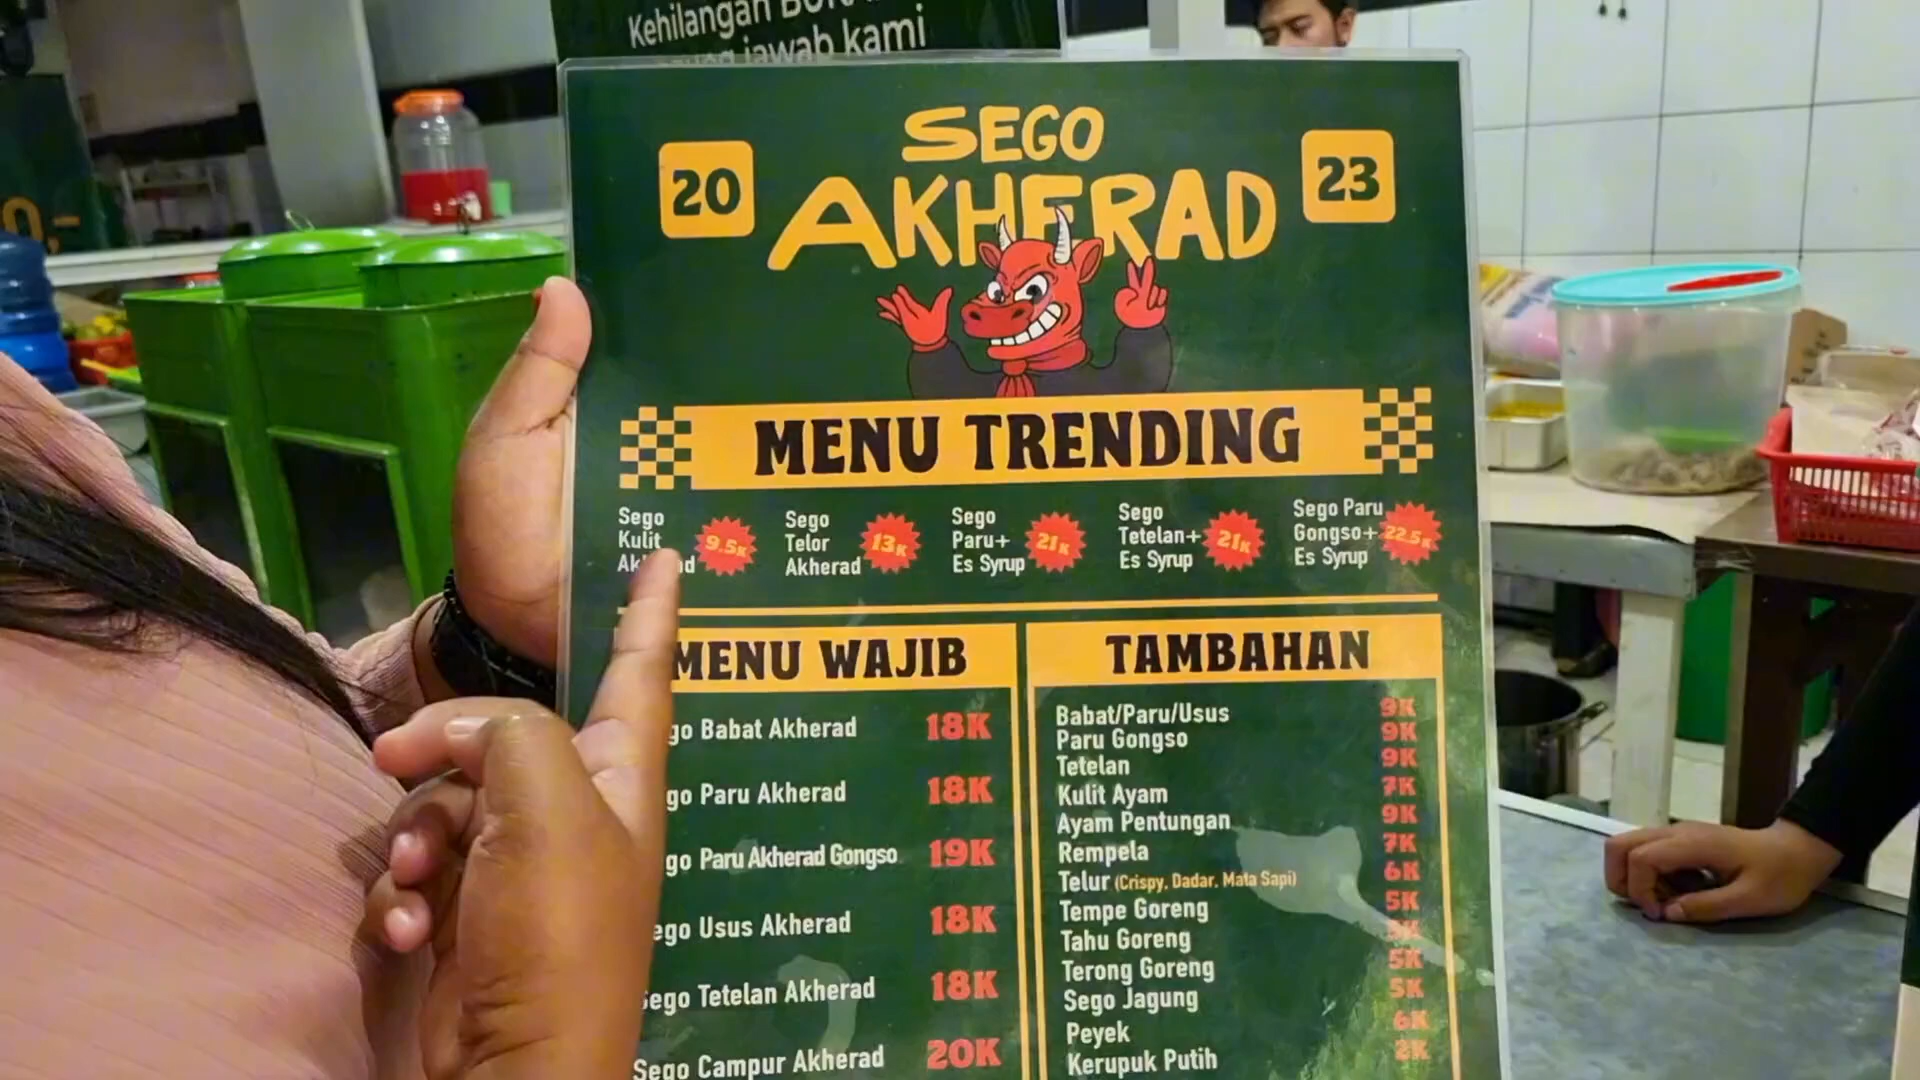 Kehilangan
jawab kami
SEGO
AKHERAD
20
23
MENU TRENDING
Sego
Kulit
9.5K
Sego
Telor
Akherad
13K
Sego
Paru+
Es Syrup
21K
Sego
Tetelan+
Es Syrup
21K
Sego Paru
Gongso+
Es Syrup
22.5K
MENU WAJIB
Babat Akherad 18K
Paru Akherad 18K
Paru Akherad Gongso 19K
Usus Akherad 18K
Sego Tetelan Akherad 18K
Sego Campur Akherad 20K
TAMBAHAN
Babat/Paru/Usus 9K
Paru Gongso 9K
Tetelan 9K
Kulit Ayam 7K
Ayam Pentungan 9K
Rempela 7K
Telur (Crispy, Dadar, Mata Sapi) 6K
Tempe Goreng 5K
Tahu Goreng
Terong Goreng 5K
Sego Jagung 5K
Peyek 6K
Kerupuk Putih 2K